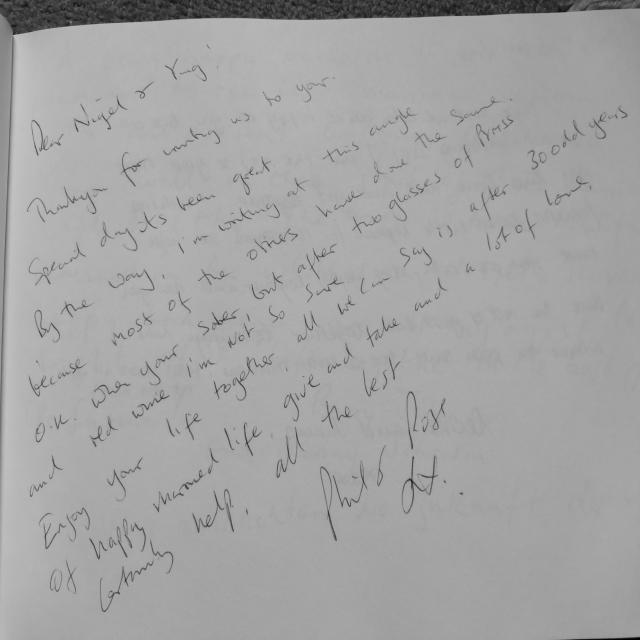 Dear Nigel & Ying'
Thankyou for inviting us to your
Special day its been great
By the way, i'm writing at this angle
because most of the others have done the same.
O.K. when your sober, but after two glasses of Pimms
and red wine i'm not so sure
Enjoy your life together, all we can say is after 30 odd years
of happy married life, give and take and a lot of love,
Certainly help. all the best
Phil & Rose